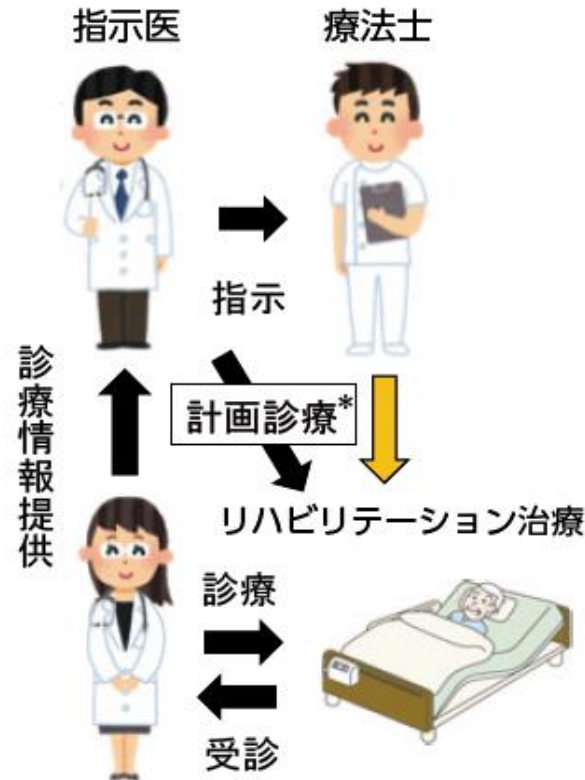 指示医
療法士
指示
診療情報提供
計画診療*
リハビリテーション治療
診療
受診